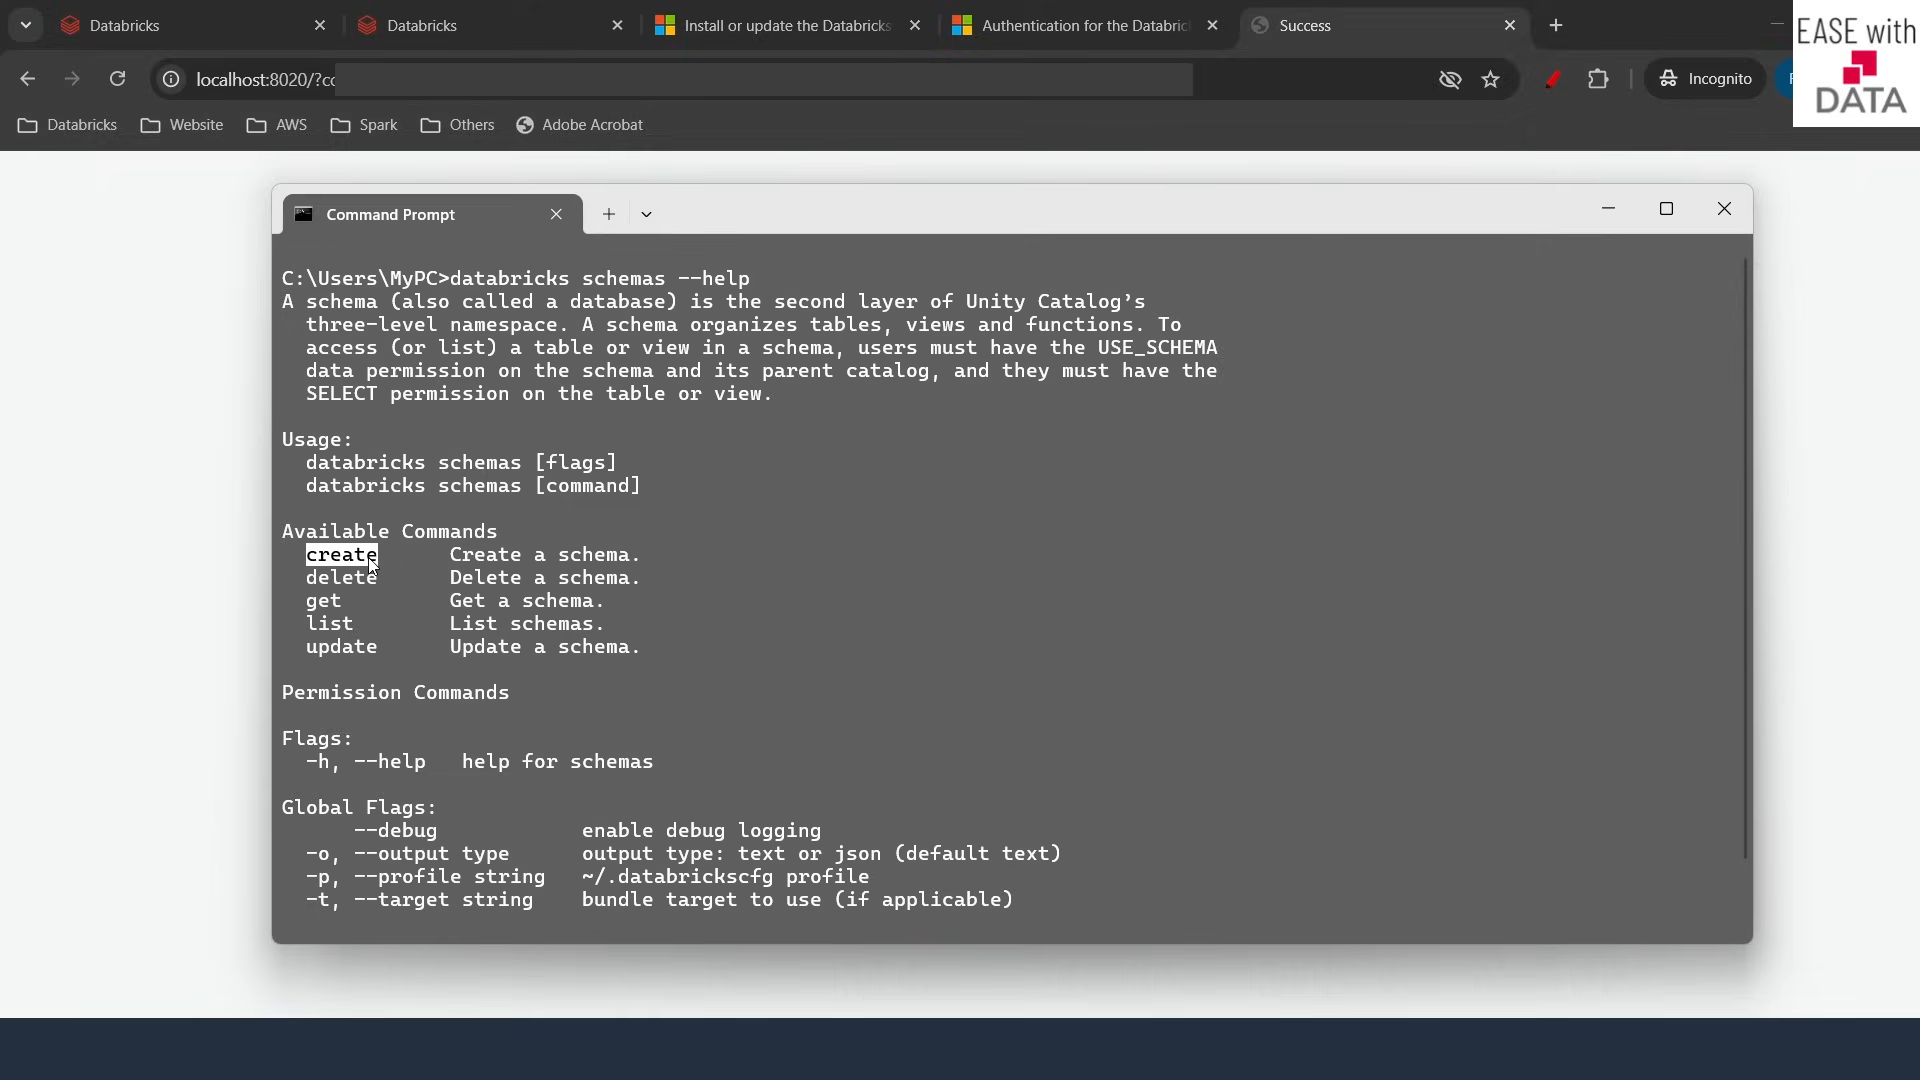 Databricks
Databricks
Install or update the Databricks
Authentication for the Databric
Success
EASE with
DATA
localhost:8020/?cc
Incognito
Databricks
Website
AWS
Spark
Others
Adobe Acrobat
Command Prompt
C:\Users\MyPC>databricks schemas --help
A schema (also called a database) is the second layer of Unity Catalog’s
three-level namespace. A schema organizes tables, views and functions. To
access (or list) a table or view in a schema, users must have the USE_SCHEMA
data permission on the schema and its parent catalog, and they must have the
SELECT permission on the table or view.
Usage:
databricks schemas [flags]
databricks schemas [command]
Available Commands
create Create a schema.
delete Delete a schema.
get Get a schema.
list List schemas.
update Update a schema.
Permission Commands
Flags:
-h, --help help for schemas
Global Flags:
--debug enable debug logging
-o, --output type output type: text or json (default text)
-p, --profile string ~/.databrickscfg profile
-t, --target string bundle target to use (if applicable)